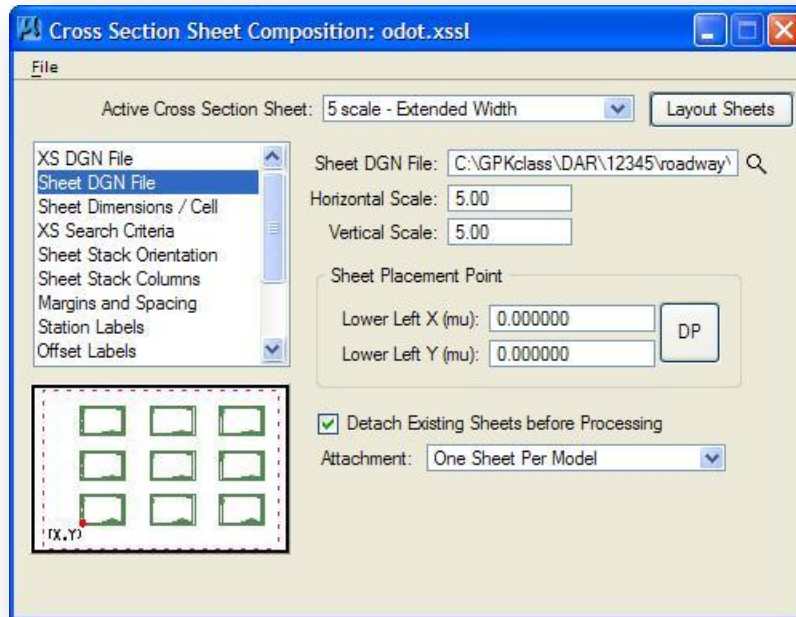 Cross Section Sheet Composition: odot.xssl
File
Active Cross Section Sheet: 5 scale - Extended Width Layout Sheets
XS DGN File
Sheet DGN File
Sheet Dimensions / Cell
XS Search Criteria
Sheet Stack Orientation
Sheet Stack Columns
Margins and Spacing
Station Labels
Offset Labels
Sheet DGN File: C:\GPKclass\DAR\12345\roadway\
Horizontal Scale: 5.00
Vertical Scale: 5.00
Sheet Placement Point
Lower Left X (mu): 0.000000
Lower Left Y (mu): 0.000000
DP
Detach Existing Sheets before Processing
Attachment: One Sheet Per Model
(X,Y)